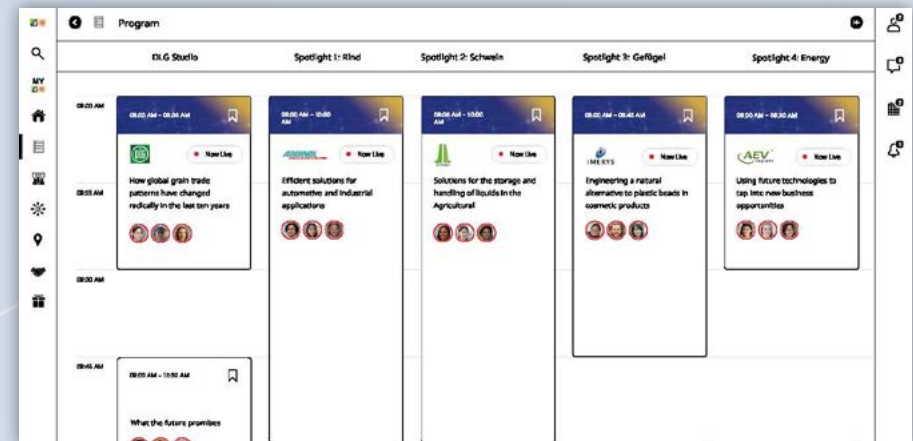 Program
DLG Studio
Spotlight 1: Rind
Spotlight 2: Schwein
Spotlight 3: Geflügel
Spotlight 4: Energy
MY
08:00 AM
08:00 AM – 08:30 AM
Now Live
How global grain trade
patterns have changed
radically in the last ten years
08:00 AM – 10:00
AM
Now Live
Efficient solutions for
automotive and industrial
applications
08:00 AM – 10:00
AM
Now Live
Solutions for the storage and
handling of liquids in the
Agricultural
08:00 AM – 08:45 AM
IMERYS
Now Live
Engineering a natural
alternative to plastic beads in
cosmetic products
08:00 AM – 08:30 AM
AEV
Now Live
Using future technologies to
tap into new business
opportunities
08:15 AM
08:30 AM
08:45 AM
08:00 AM – 10:30 AM
What the future promises